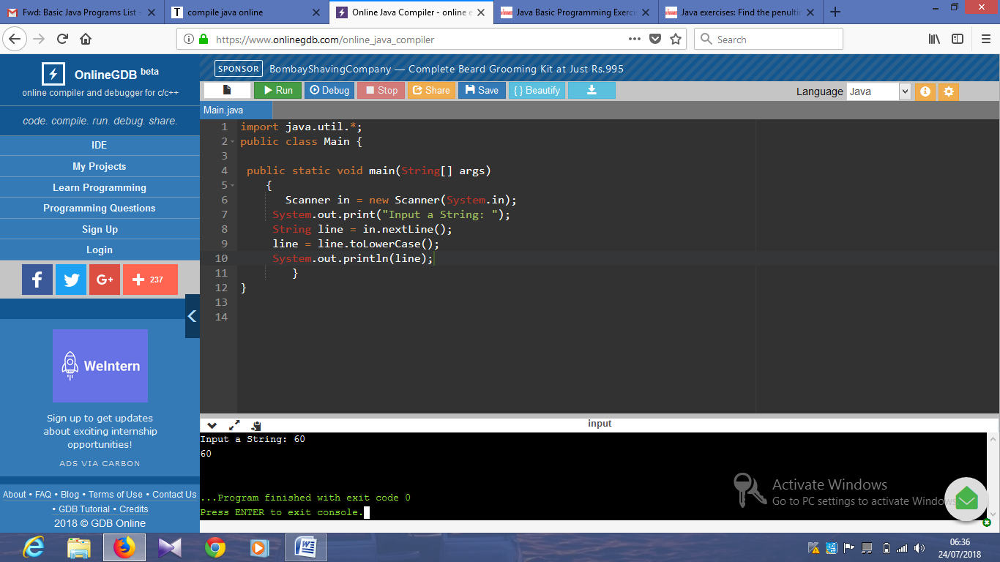 Fwd: Basic Java Programs List -
compile java online
Online Java Compiler - online e
Java Basic Programming Exerci
Java exercises: Find the penultin
https://www.onlinegdb.com/online_java_compiler
Search
OnlineGDB beta
online compiler and debugger for c/c++
code. compile. run. debug. share.
IDE
My Projects
Learn Programming
Programming Questions
Sign Up
Login
f
G+
+ 237
WeIntern
Sign up to get updates
about exciting internship
opportunities!
ADS VIA CARBON
About • FAQ • Blog • Terms of Use • Contact Us
• GDB Tutorial • Credits
2018 © GDB Online
SPONSOR BombayShavingCompany — Complete Beard Grooming Kit at Just Rs.995
Run Debug Stop Share Save { } Beautify
Language Java
Main.java
1 import java.util.*;
2 public class Main {
3
4 public static void main(String[] args)
5 {
6 Scanner in = new Scanner(System.in);
7 System.out.print("Input a String: ");
8 String line = in.nextLine();
9 line = line.toLowerCase();
10 System.out.println(line);
11 }
12 }
13
14
input
Input a String: 60
60
...Program finished with exit code 0
Press ENTER to exit console.
Activate Windows
Go to PC settings to activate Windows.
06:36
24/07/2018